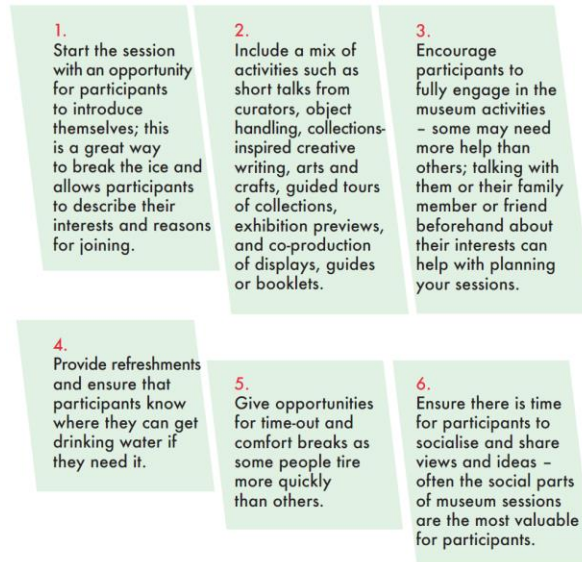 1.
Start the session
with an opportunity
for participants
to introduce
themselves; this
is a great way
to break the ice and
allows participants
to describe their
interests and reasons
for joining.
2.
Include a mix of
activities such as
short talks from
curators, object
handling, collections-
inspired creative
writing, arts and
crafts, guided tours
of collections,
exhibition previews,
and co-production
of displays, guides
or booklets.
3.
Encourage
participants to
fully engage in the
museum activities
– some may need
more help than
others; talking with
them or their family
member or friend
beforehand about
their interests can
help with planning
your sessions.
4.
Provide refreshments
and ensure that
participants know
where they can get
drinking water if
they need it.
5.
Give opportunities
for time-out and
comfort breaks as
some people tire
more quickly
than others.
6.
Ensure there is time
for participants to
socialise and share
views and ideas –
often the social parts
of museum sessions
are the most valuable
for participants.